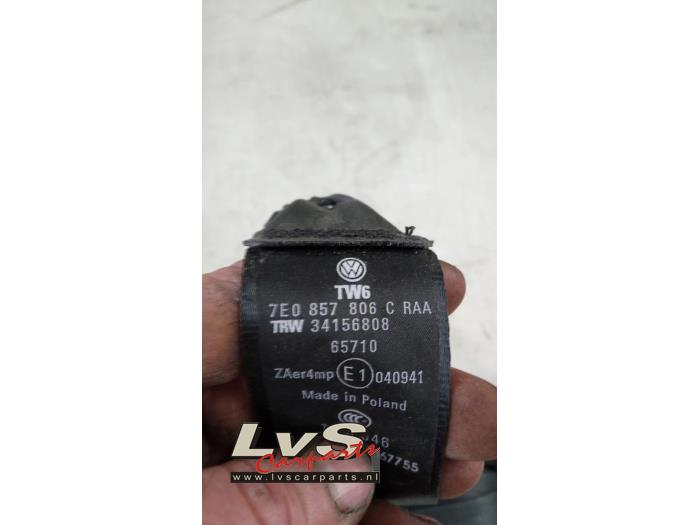 TW6
7E0 857 806 C RAA
TRW 34156808
65710
ZAer4mp E1 040941
Made in Poland
CCC
LvS
Carparts
www.lvscarparts.nl